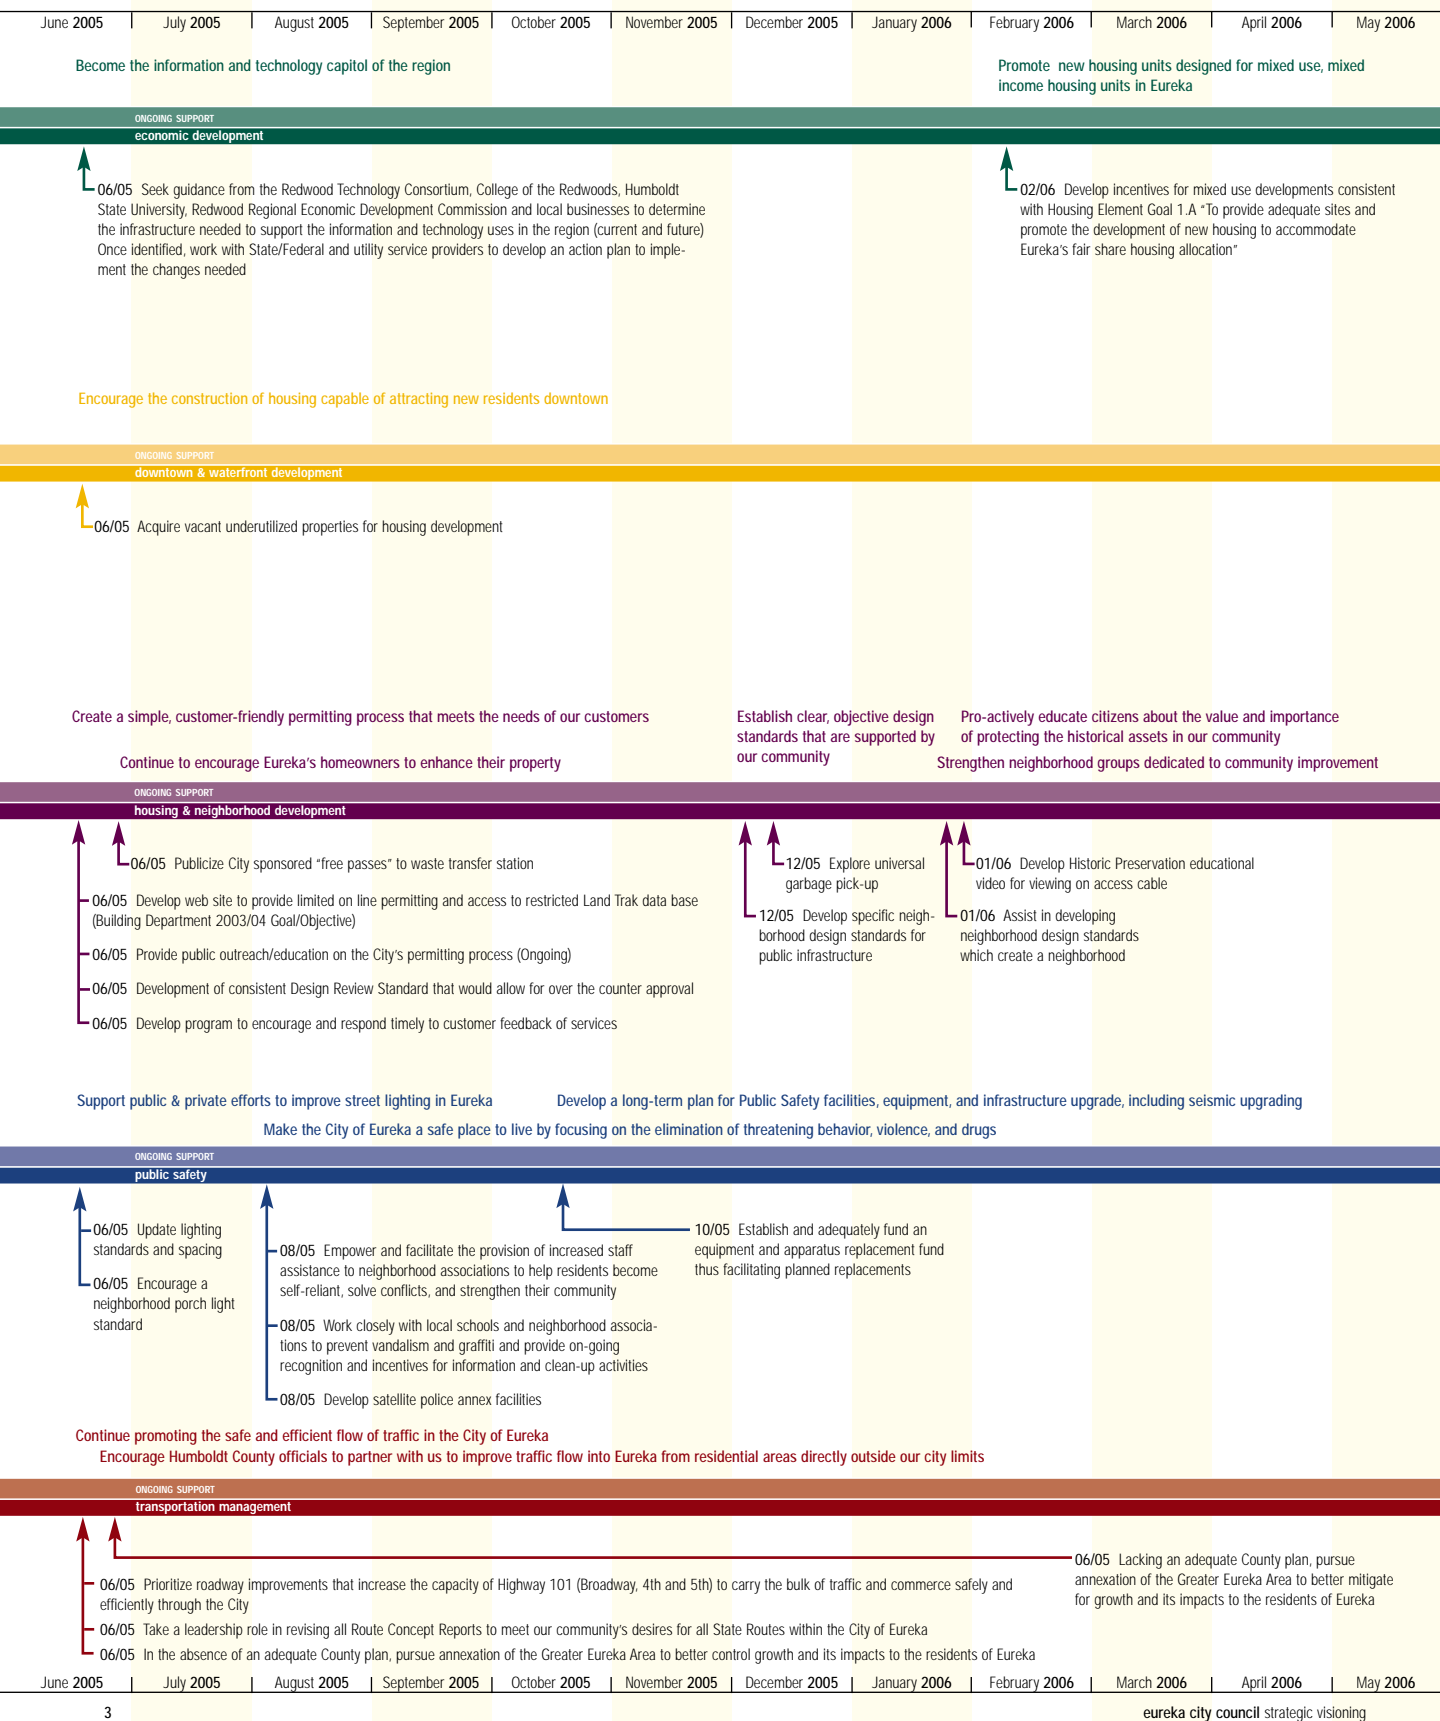 June 2005 July 2005 August 2005 September 2005 October 2005 November 2005 December 2005 January 2006 February 2006 March 2006 April 2006 May 2006
Become the information and technology capitol of the region
Promote new housing units designed for mixed use, mixed
income housing units in Eureka
ONGOING SUPPORT
economic development
06/05 Seek guidance from the Redwood Technology Consortium, College of the Redwoods, Humboldt
State University, Redwood Regional Economic Development Commission and local businesses to determine
the infrastructure needed to support the information and technology uses in the region (current and future)
Once identified, work with State/Federal and utility service providers to develop an action plan to imple-
ment the changes needed
02/06 Develop incentives for mixed use developments consistent
with Housing Element Goal 1.A “To provide adequate sites and
promote the development of new housing to accommodate
Eureka’s fair share housing allocation”
Encourage the construction of housing capable of attracting new residents downtown
ONGOING SUPPORT
downtown & waterfront development
06/05 Acquire vacant underutilized properties for housing development
Create a simple, customer-friendly permitting process that meets the needs of our customers
Continue to encourage Eureka’s homeowners to enhance their property
Establish clear, objective design
standards that are supported by
our community
Pro-actively educate citizens about the value and importance
of protecting the historical assets in our community
Strengthen neighborhood groups dedicated to community improvement
ONGOING SUPPORT
housing & neighborhood development
06/05 Publicize City sponsored “free passes” to waste transfer station
06/05 Develop web site to provide limited on line permitting and access to restricted Land Trak data base
(Building Department 2003/04 Goal/Objective)
06/05 Provide public outreach/education on the City’s permitting process (Ongoing)
06/05 Development of consistent Design Review Standard that would allow for over the counter approval
06/05 Develop program to encourage and respond timely to customer feedback of services
12/05 Explore universal
garbage pick-up
12/05 Develop specific neigh-
borhood design standards for
public infrastructure
01/06 Develop Historic Preservation educational
video for viewing on access cable
01/06 Assist in developing
neighborhood design standards
which create a neighborhood
Support public & private efforts to improve street lighting in Eureka
Develop a long-term plan for Public Safety facilities, equipment, and infrastructure upgrade, including seismic upgrading
Make the City of Eureka a safe place to live by focusing on the elimination of threatening behavior, violence, and drugs
ONGOING SUPPORT
public safety
06/05 Update lighting
standards and spacing
06/05 Encourage a
neighborhood porch light
standard
08/05 Empower and facilitate the provision of increased staff
assistance to neighborhood associations to help residents become
self-reliant, solve conflicts, and strengthen their community
08/05 Work closely with local schools and neighborhood associa-
tions to prevent vandalism and graffiti and provide on-going
recognition and incentives for information and clean-up activities
08/05 Develop satellite police annex facilities
10/05 Establish and adequately fund an
equipment and apparatus replacement fund
thus facilitating planned replacements
Continue promoting the safe and efficient flow of traffic in the City of Eureka
Encourage Humboldt County officials to partner with us to improve traffic flow into Eureka from residential areas directly outside our city limits
ONGOING SUPPORT
transportation management
06/05 Lacking an adequate County plan, pursue
annexation of the Greater Eureka Area to better mitigate
for growth and its impacts to the residents of Eureka
06/05 Prioritize roadway improvements that increase the capacity of Highway 101 (Broadway, 4th and 5th) to carry the bulk of traffic and commerce safely and
efficiently through the City
06/05 Take a leadership role in revising all Route Concept Reports to meet our community’s desires for all State Routes within the City of Eureka
06/05 In the absence of an adequate County plan, pursue annexation of the Greater Eureka Area to better control growth and its impacts to the residents of Eureka
June 2005 July 2005 August 2005 September 2005 October 2005 November 2005 December 2005 January 2006 February 2006 March 2006 April 2006 May 2006
3
eureka city council strategic visioning